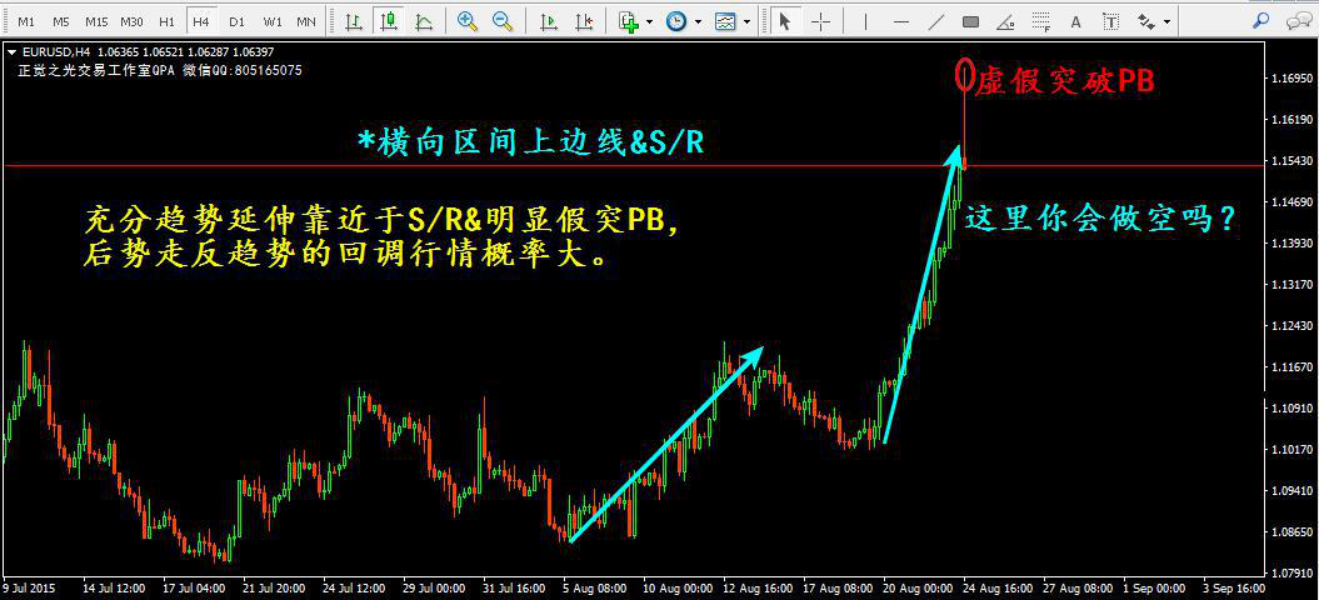 M1 M5 M15 M30 H1 H4 D1 W1 MN A T
EURUSD,H4 1.06365 1.06521 1.06287 1.06397
正觉之光交易工作室QPA 微信QQ:805165075
虚假突破PB
*横向区间上边线&S/R
充分趋势延伸靠近于S/R&明显假突PB,
后势走反趋势的回调行情概率大。
这里你会做空吗？
1.16950
1.16190
1.15430
1.14690
1.13930
1.13170
1.12430
1.11670
1.10910
1.10170
1.09410
1.08650
1.07910
9 Jul 2015 14 Jul 12:00 17 Jul 04:00 21 Jul 20:00 24 Jul 12:00 29 Jul 00:00 31 Jul 16:00 5 Aug 08:00 10 Aug 00:00 12 Aug 16:00 17 Aug 08:00 20 Aug 00:00 24 Aug 16:00 27 Aug 08:00 1 Sep 00:00 3 Sep 16:00